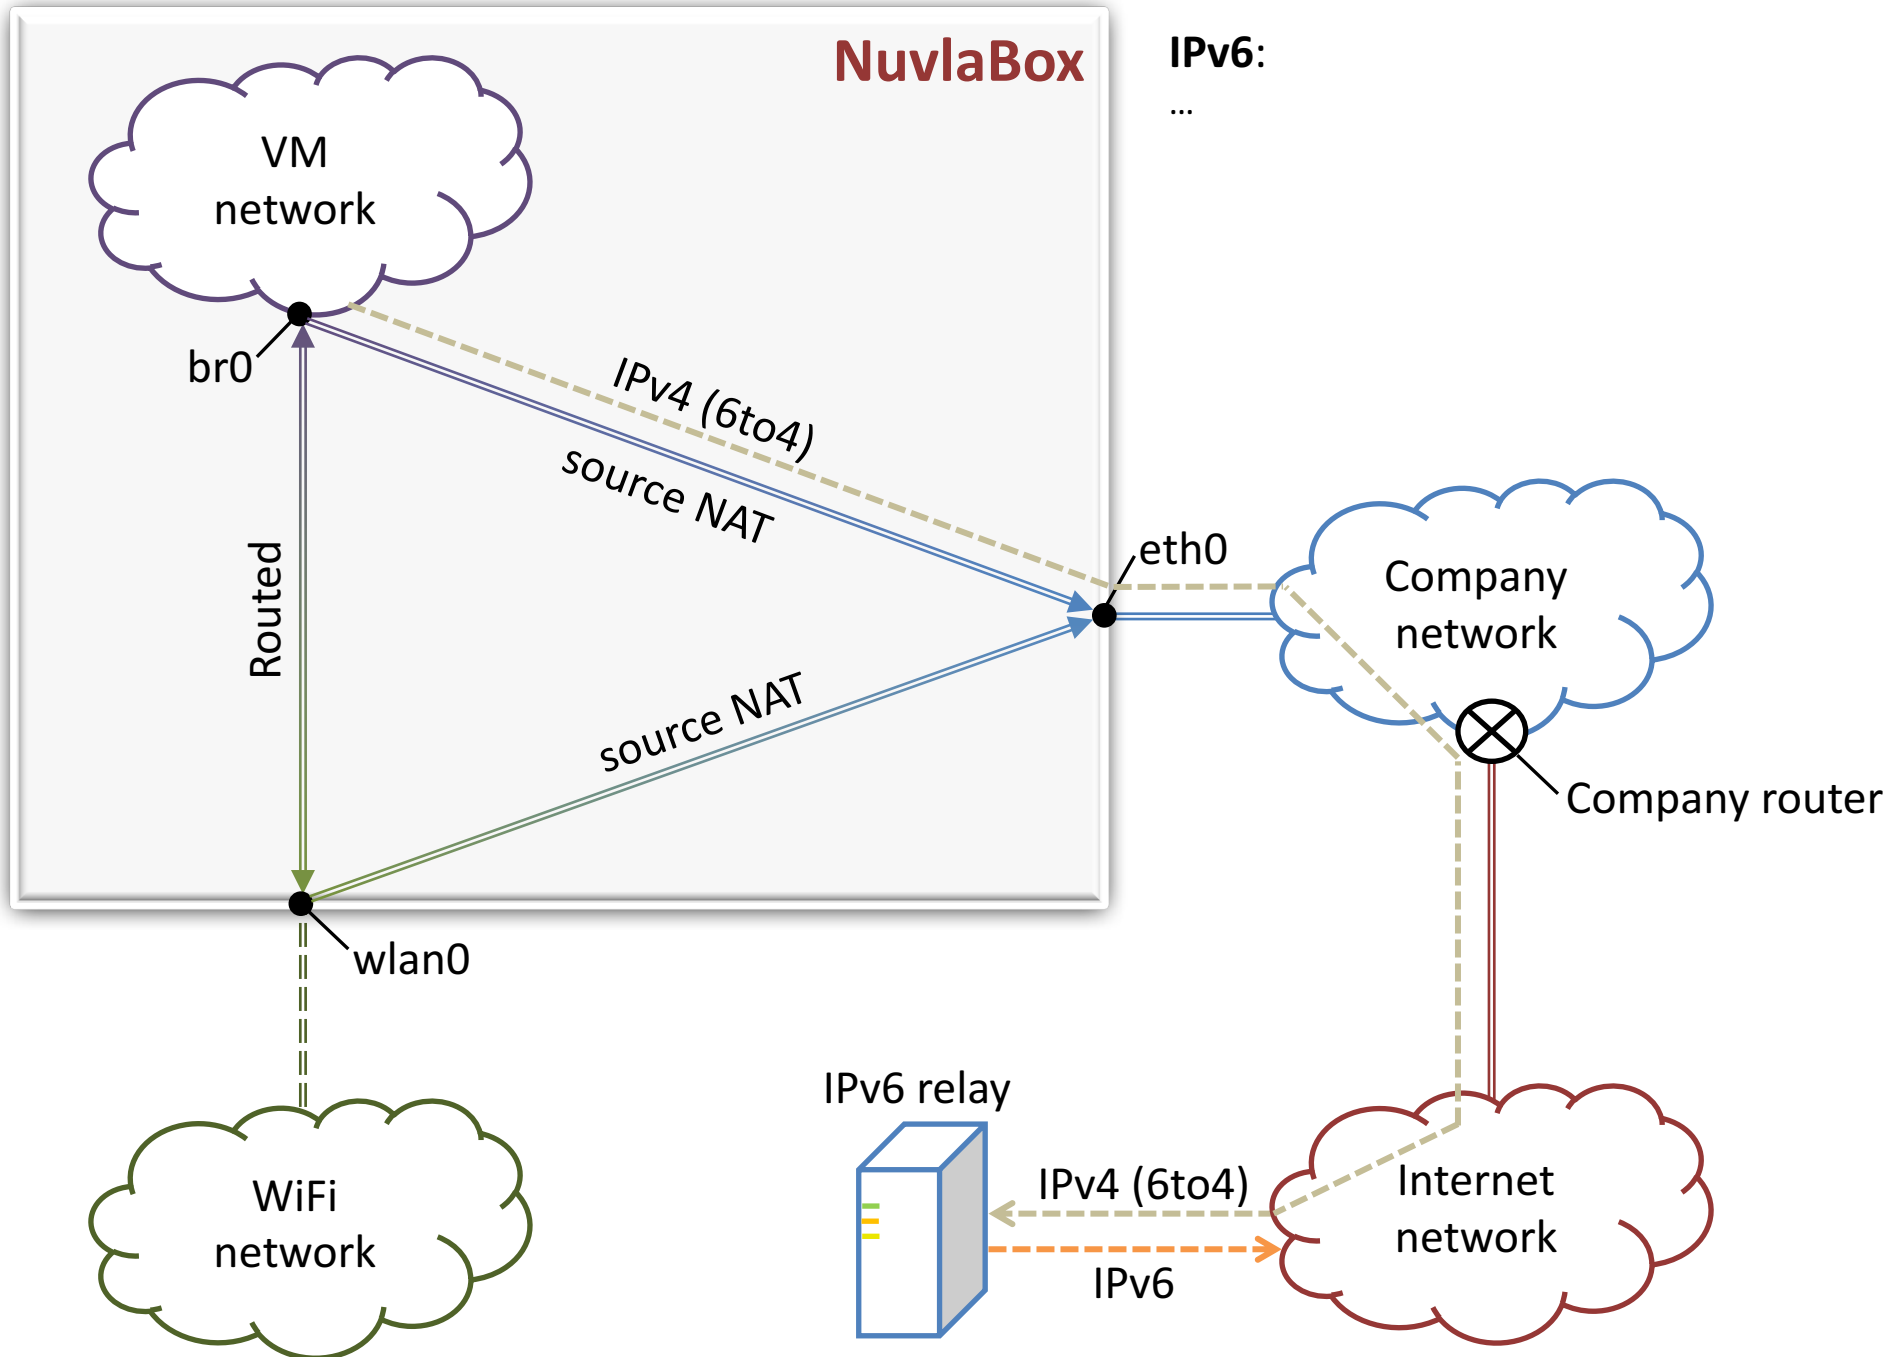 NuvlaBox
IPv6:
...
VM
network
br0
IPv4 (6to4)
source NAT
Routed
eth0
Company
network
source NAT
Company router
wlan0
IPv6 relay
WiFi
network
IPv4 (6to4)
IPv6
Internet
network